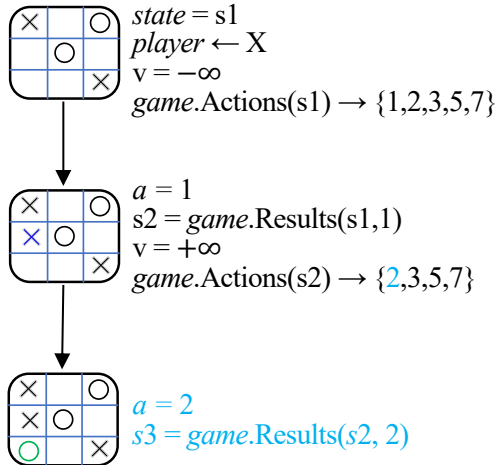 state = s1
player ← X
v = −∞
game.Actions(s1) → {1,2,3,5,7}
a = 1
s2 = game.Results(s1,1)
v = +∞
game.Actions(s2) → {2,3,5,7}
a = 2
s3 = game.Results(s2, 2)